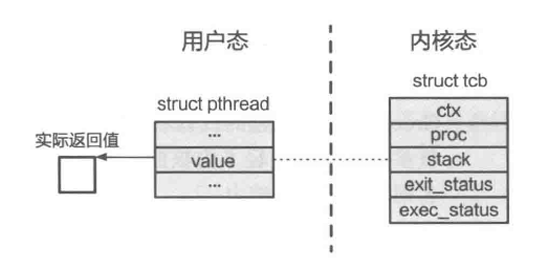 用户态
内核态
struct pthread
struct tcb
实际返回值
...
value
...
ctx
proc
stack
exit_status
exec_status